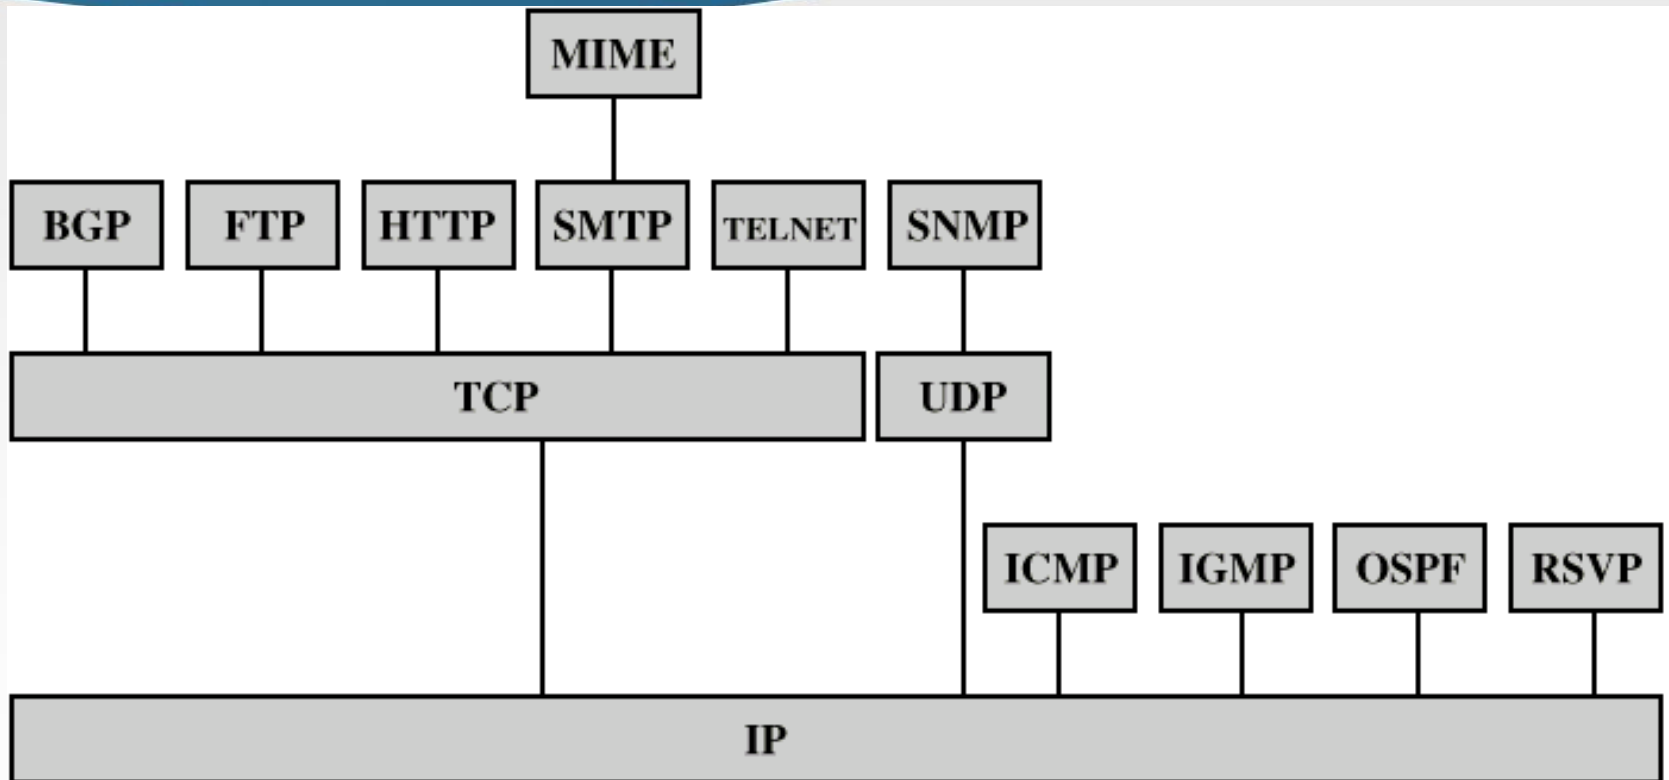 MIME
BGP FTP HTTP SMTP TELNET SNMP
TCP UDP
ICMP IGMP OSPF RSVP
IP